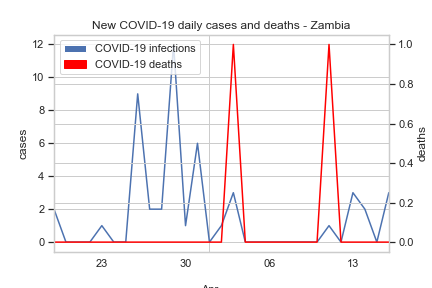 New COVID-19 daily cases and deaths - Zambia
COVID-19 infections
COVID-19 deaths
12
10
8
6
4
2
0
cases
1.0
0.8
0.6
0.4
0.2
0.0
deaths
23
30
06
13
Apr